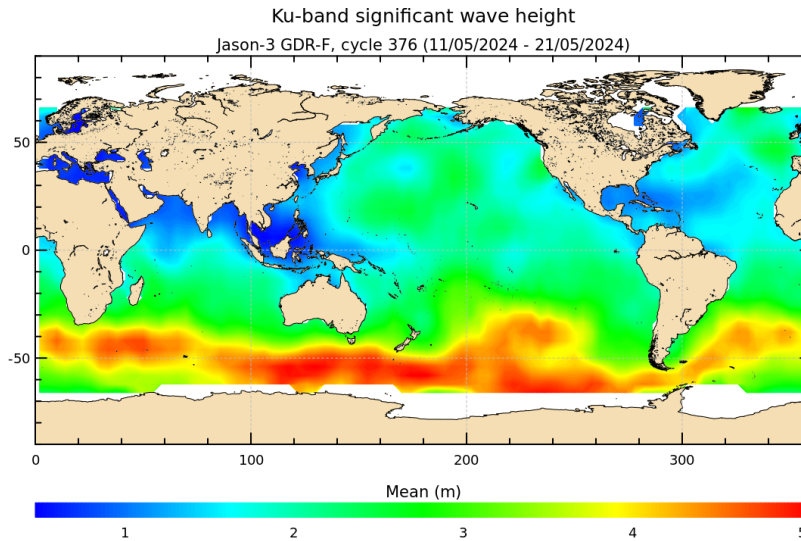 Ku-band significant wave height
Jason-3 GDR-F, cycle 376 (11/05/2024 - 21/05/2024)
50
0
-50
0 100 200 300
Mean (m)
1 2 3 4 5